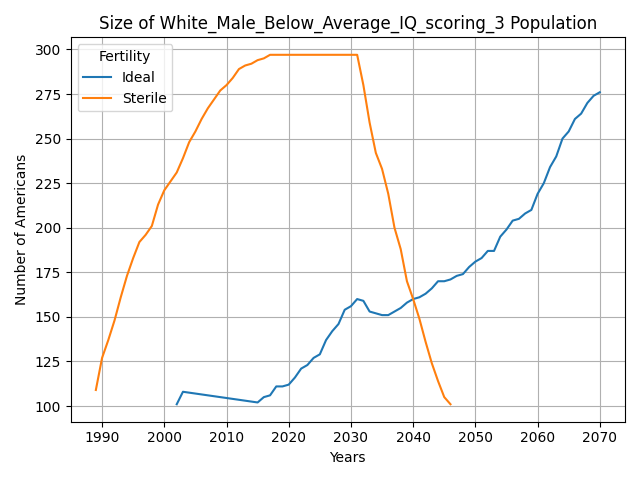 Size of White_Male_Below_Average_IQ_scoring_3 Population
Fertility
Ideal
Sterile
Number of Americans
300
275
250
225
200
175
150
125
100
1990 2000 2010 2020 2030 2040 2050 2060 2070
Years